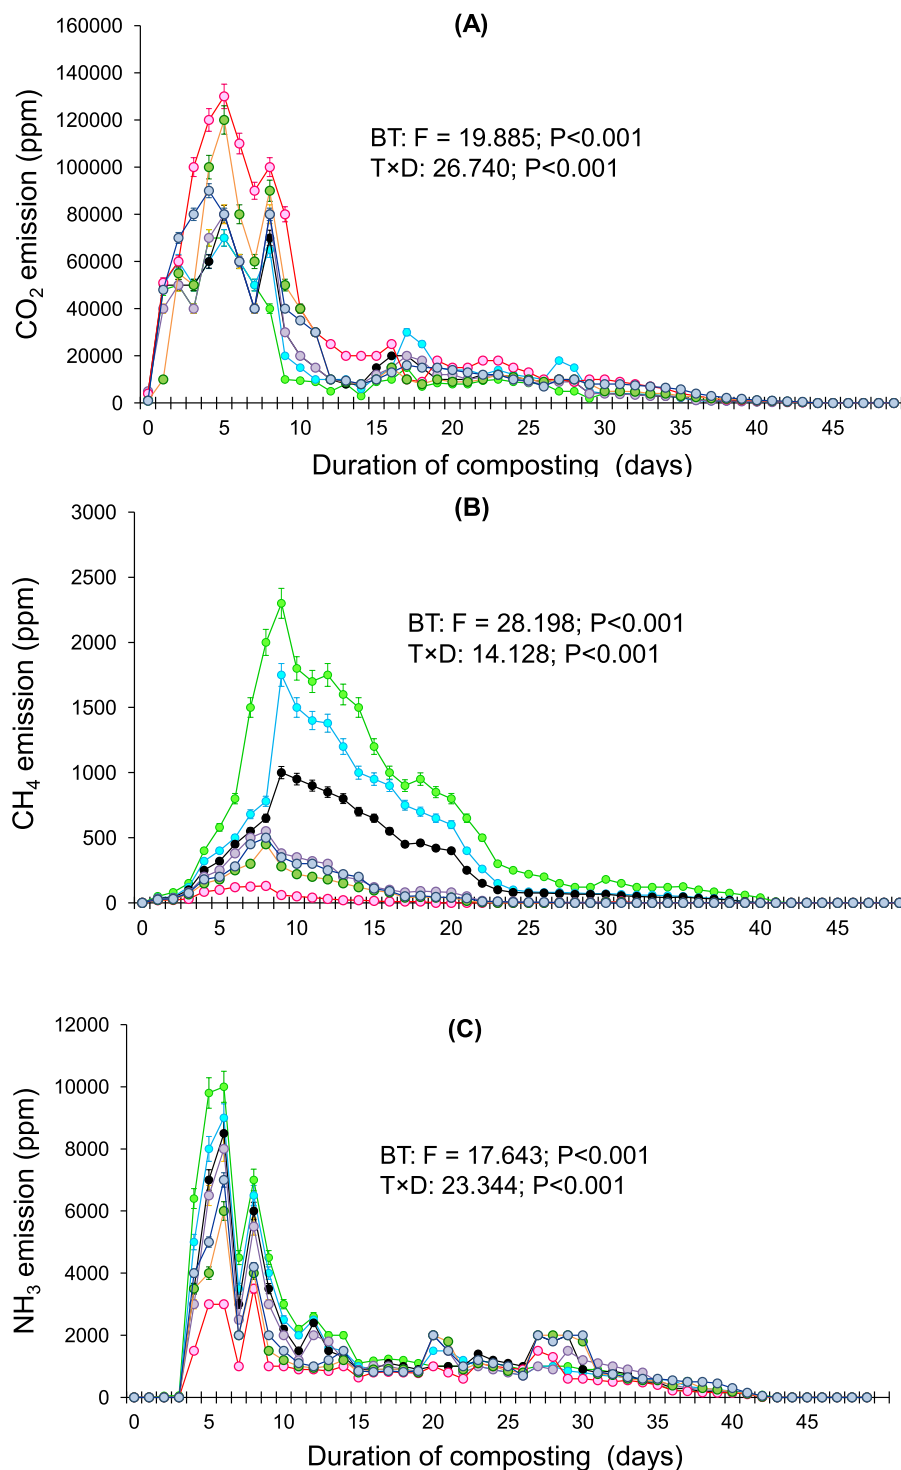 (A)
CO2 emission (ppm)
160000
140000
120000
100000
80000
60000
40000
20000
0
BT: F = 19.885; P<0.001
T×D: 26.740; P<0.001
0 5 10 15 20 25 30 35 40 45
Duration of composting (days)
(B)
CH4 emission (ppm)
3000
2500
2000
1500
1000
500
0
BT: F = 28.198; P<0.001
T×D: 14.128; P<0.001
0 5 10 15 20 25 30 35 40 45
(C)
NH3 emission (ppm)
12000
10000
8000
6000
4000
2000
0
BT: F = 17.643; P<0.001
T×D: 23.344; P<0.001
0 5 10 15 20 25 30 35 40 45
Duration of composting (days)